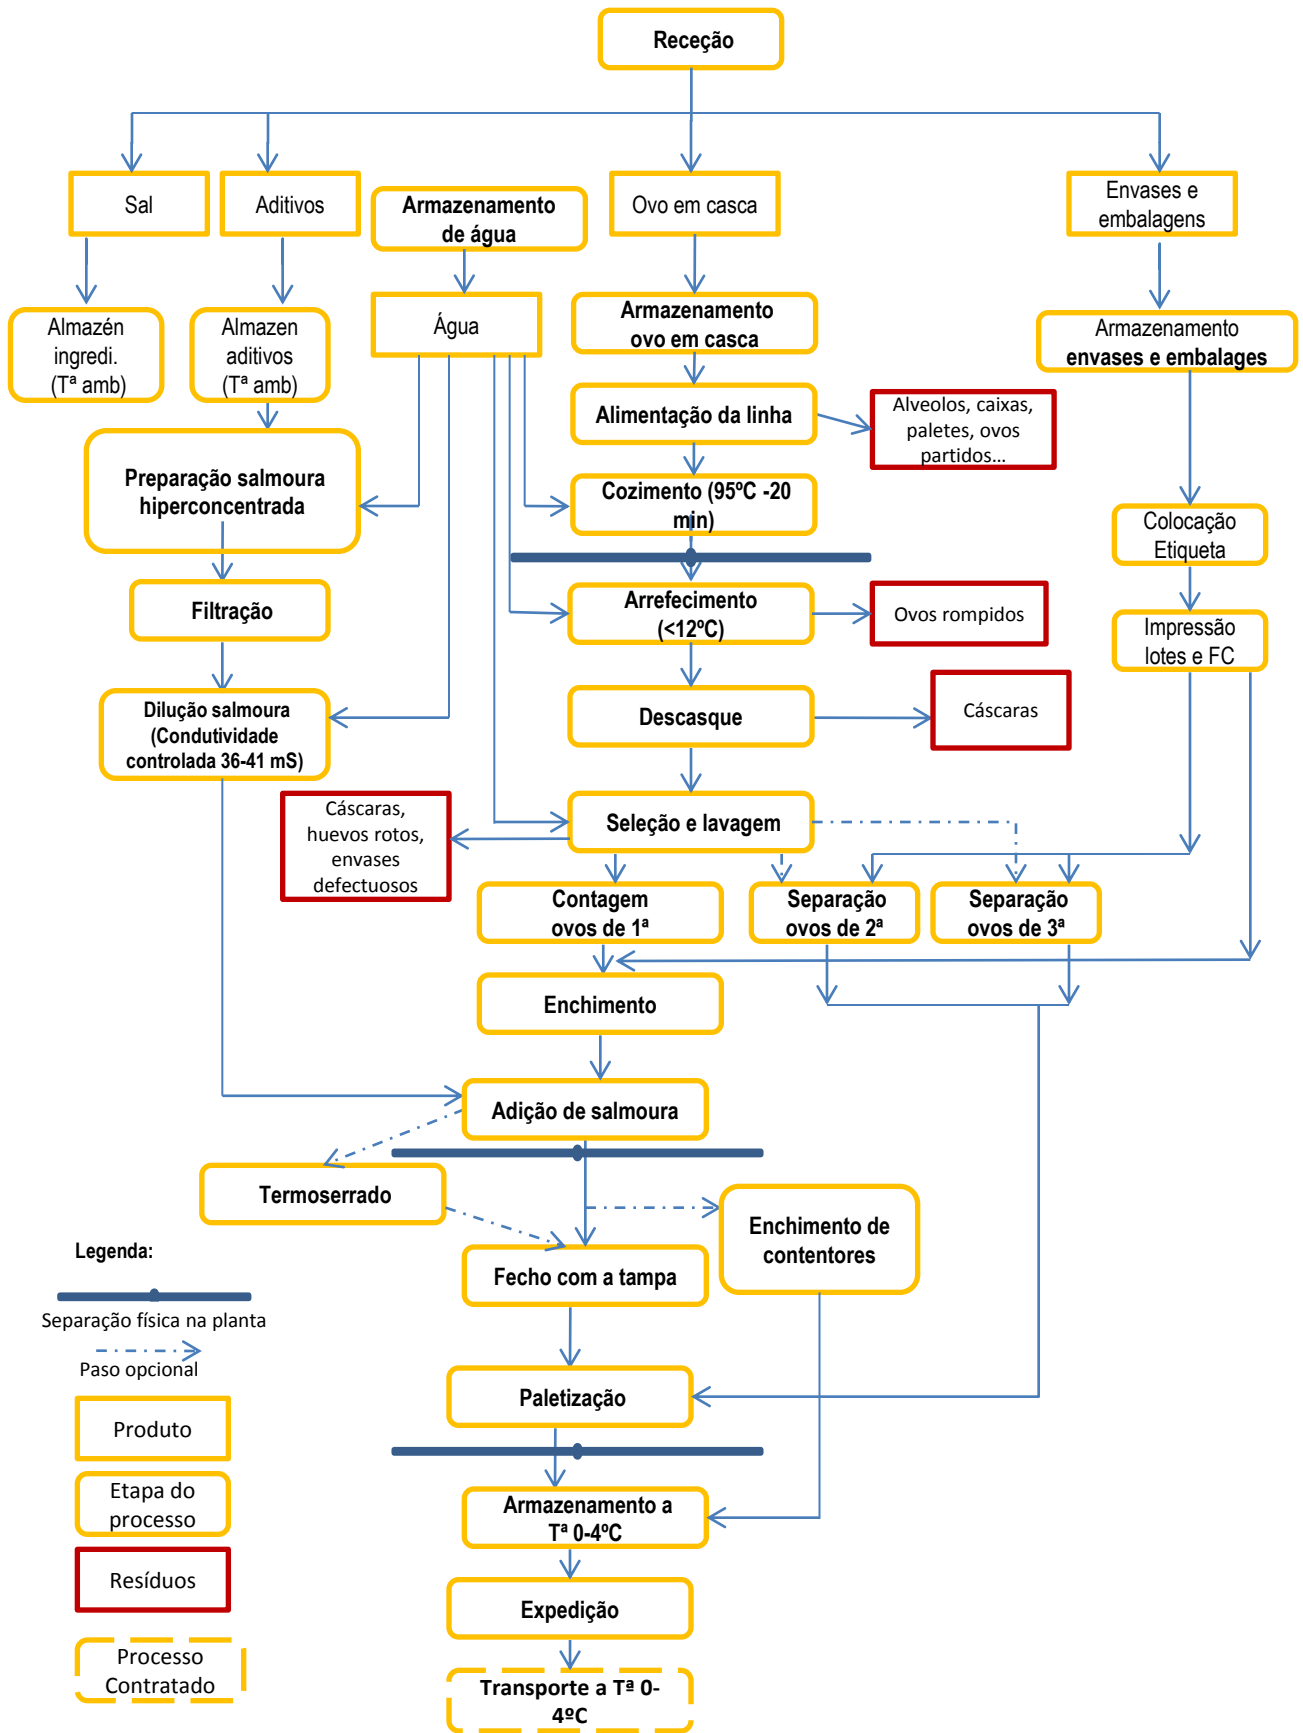 Receção
Sal
Aditivos
Armazenamento
de água
Ovo em casca
Envases e
embalagens
Almazén
ingredi.
(Tª amb)
Almazen
aditivos
(Tª amb)
Água
Armazenamento
ovo em casca
Armazenamento
envases e embalages
Alimentação da linha
Alveolos, caixas,
paletes, ovos
partidos...
Preparação salmoura
hiperconcentrada
Cozimento (95ºC -20
min)
Colocação
Etiqueta
Filtração
Arrefecimento
(<12ºC)
Ovos rompidos
Impressão
lotes e FC
Dilução salmoura
(Condutividade
controlada 36-41 mS)
Descasque
Cáscaras
Cáscaras,
huevos rotos,
envases
defectuosos
Seleção e lavagem
Contagem
ovos de 1ª
Separação
ovos de 2ª
Separação
ovos de 3ª
Enchimento
Adição de salmoura
Termoserrado
Enchimento de
contentores
Fecho com a tampa
Legenda:
Separação física na planta
Paso opcional
Paletização
Produto
Etapa do
processo
Armazenamento a
Tª 0-4ºC
Resíduos
Expedição
Processo
Contratado
Transporte a Tª 0-
4ºC